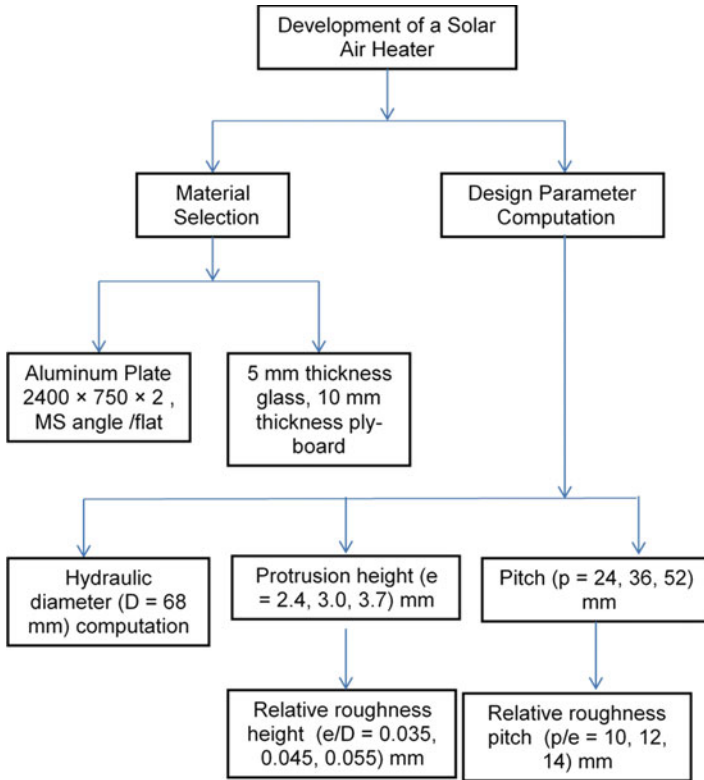 Development of a Solar
Air Heater
Material
Selection
Design Parameter
Computation
Aluminum Plate
2400 × 750 × 2 ,
MS angle /flat
5 mm thickness
glass, 10 mm
thickness ply-
board
Hydraulic
diameter (D = 68
mm) computation
Protrusion height (e
= 2.4, 3.0, 3.7) mm
Pitch (p = 24, 36, 52)
mm
Relative roughness
height (e/D = 0.035,
0.045, 0.055) mm
Relative roughness
pitch (p/e = 10, 12,
14) mm